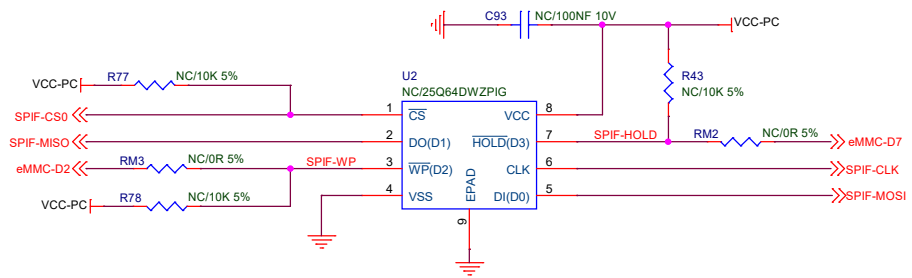 C93 NC/100NF 10V
VCC-PC
R77 NC/10K 5%
VCC-PC
U2
NC/25Q64DWZPIG
R43
NC/10K 5%
SPIF-CS0 1 CS VCC 8
SPIF-MISO 2 DO(D1) HOLD(D3) 7 SPIF-HOLD RM2 NC/0R 5% eMMC-D7
eMMC-D2 RM3 NC/0R 5% SPIF-WP 3 WP(D2) CLK 6 SPIF-CLK
VCC-PC R78 NC/10K 5% 4 VSS DI(D0) 5 SPIF-MOSI
EPAD
9